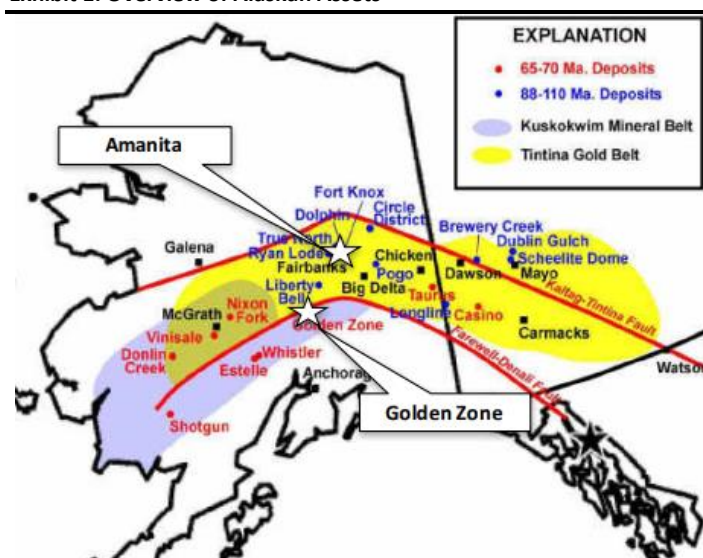 EXPLANATION
65-70 Ma. Deposits
88-110 Ma. Deposits
Kuskokwim Mineral Belt
Tintina Gold Belt
Amanita
Fort Knox
Dolphin
Circle
District
True North
Ryan Lode
Fairbanks
Galena
Brewery Creek
Dublin Gulch
Scheelite Dome
Chicken
Pogo
Dawson
Mayo
Big Delta
Liberty
Bell
Taurus
Casino
Longline
Kaltag-Tintina Fault
Carmacks
McGrath
Nixon
Fork
Golden Zone
Vinisale
Donlin
Creek
Whistler
Estelle
Farewell-Denali Fault
Watso
Anchorag
Golden Zone
Shotgun